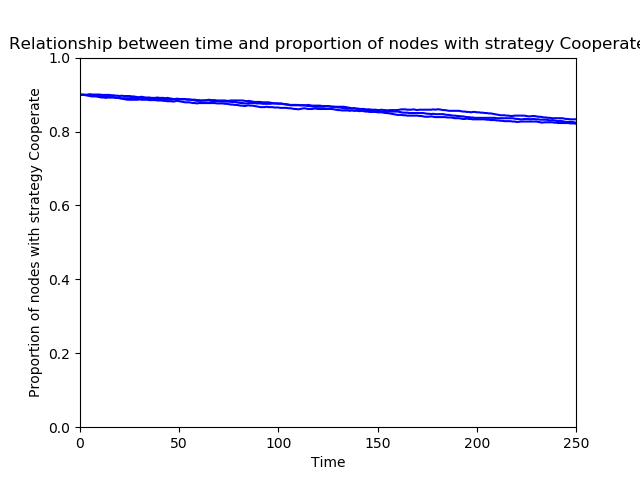 Relationship between time and proportion of nodes with strategy Cooperate
Proportion of nodes with strategy Cooperate
1.0
0.8
0.6
0.4
0.2
0.0
0 50 100 150 200 250
Time